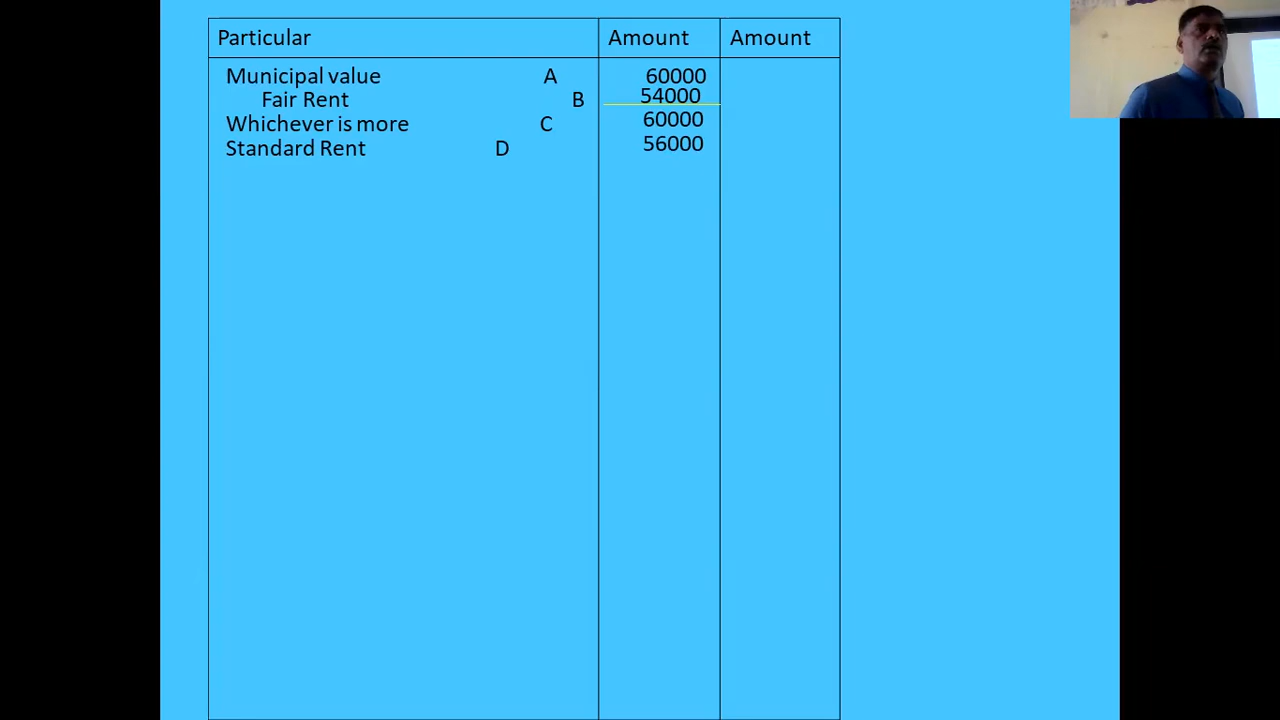 Particular Amount Amount
Municipal value A 60000
Fair Rent B 54000
Whichever is more C 60000
Standard Rent D 56000